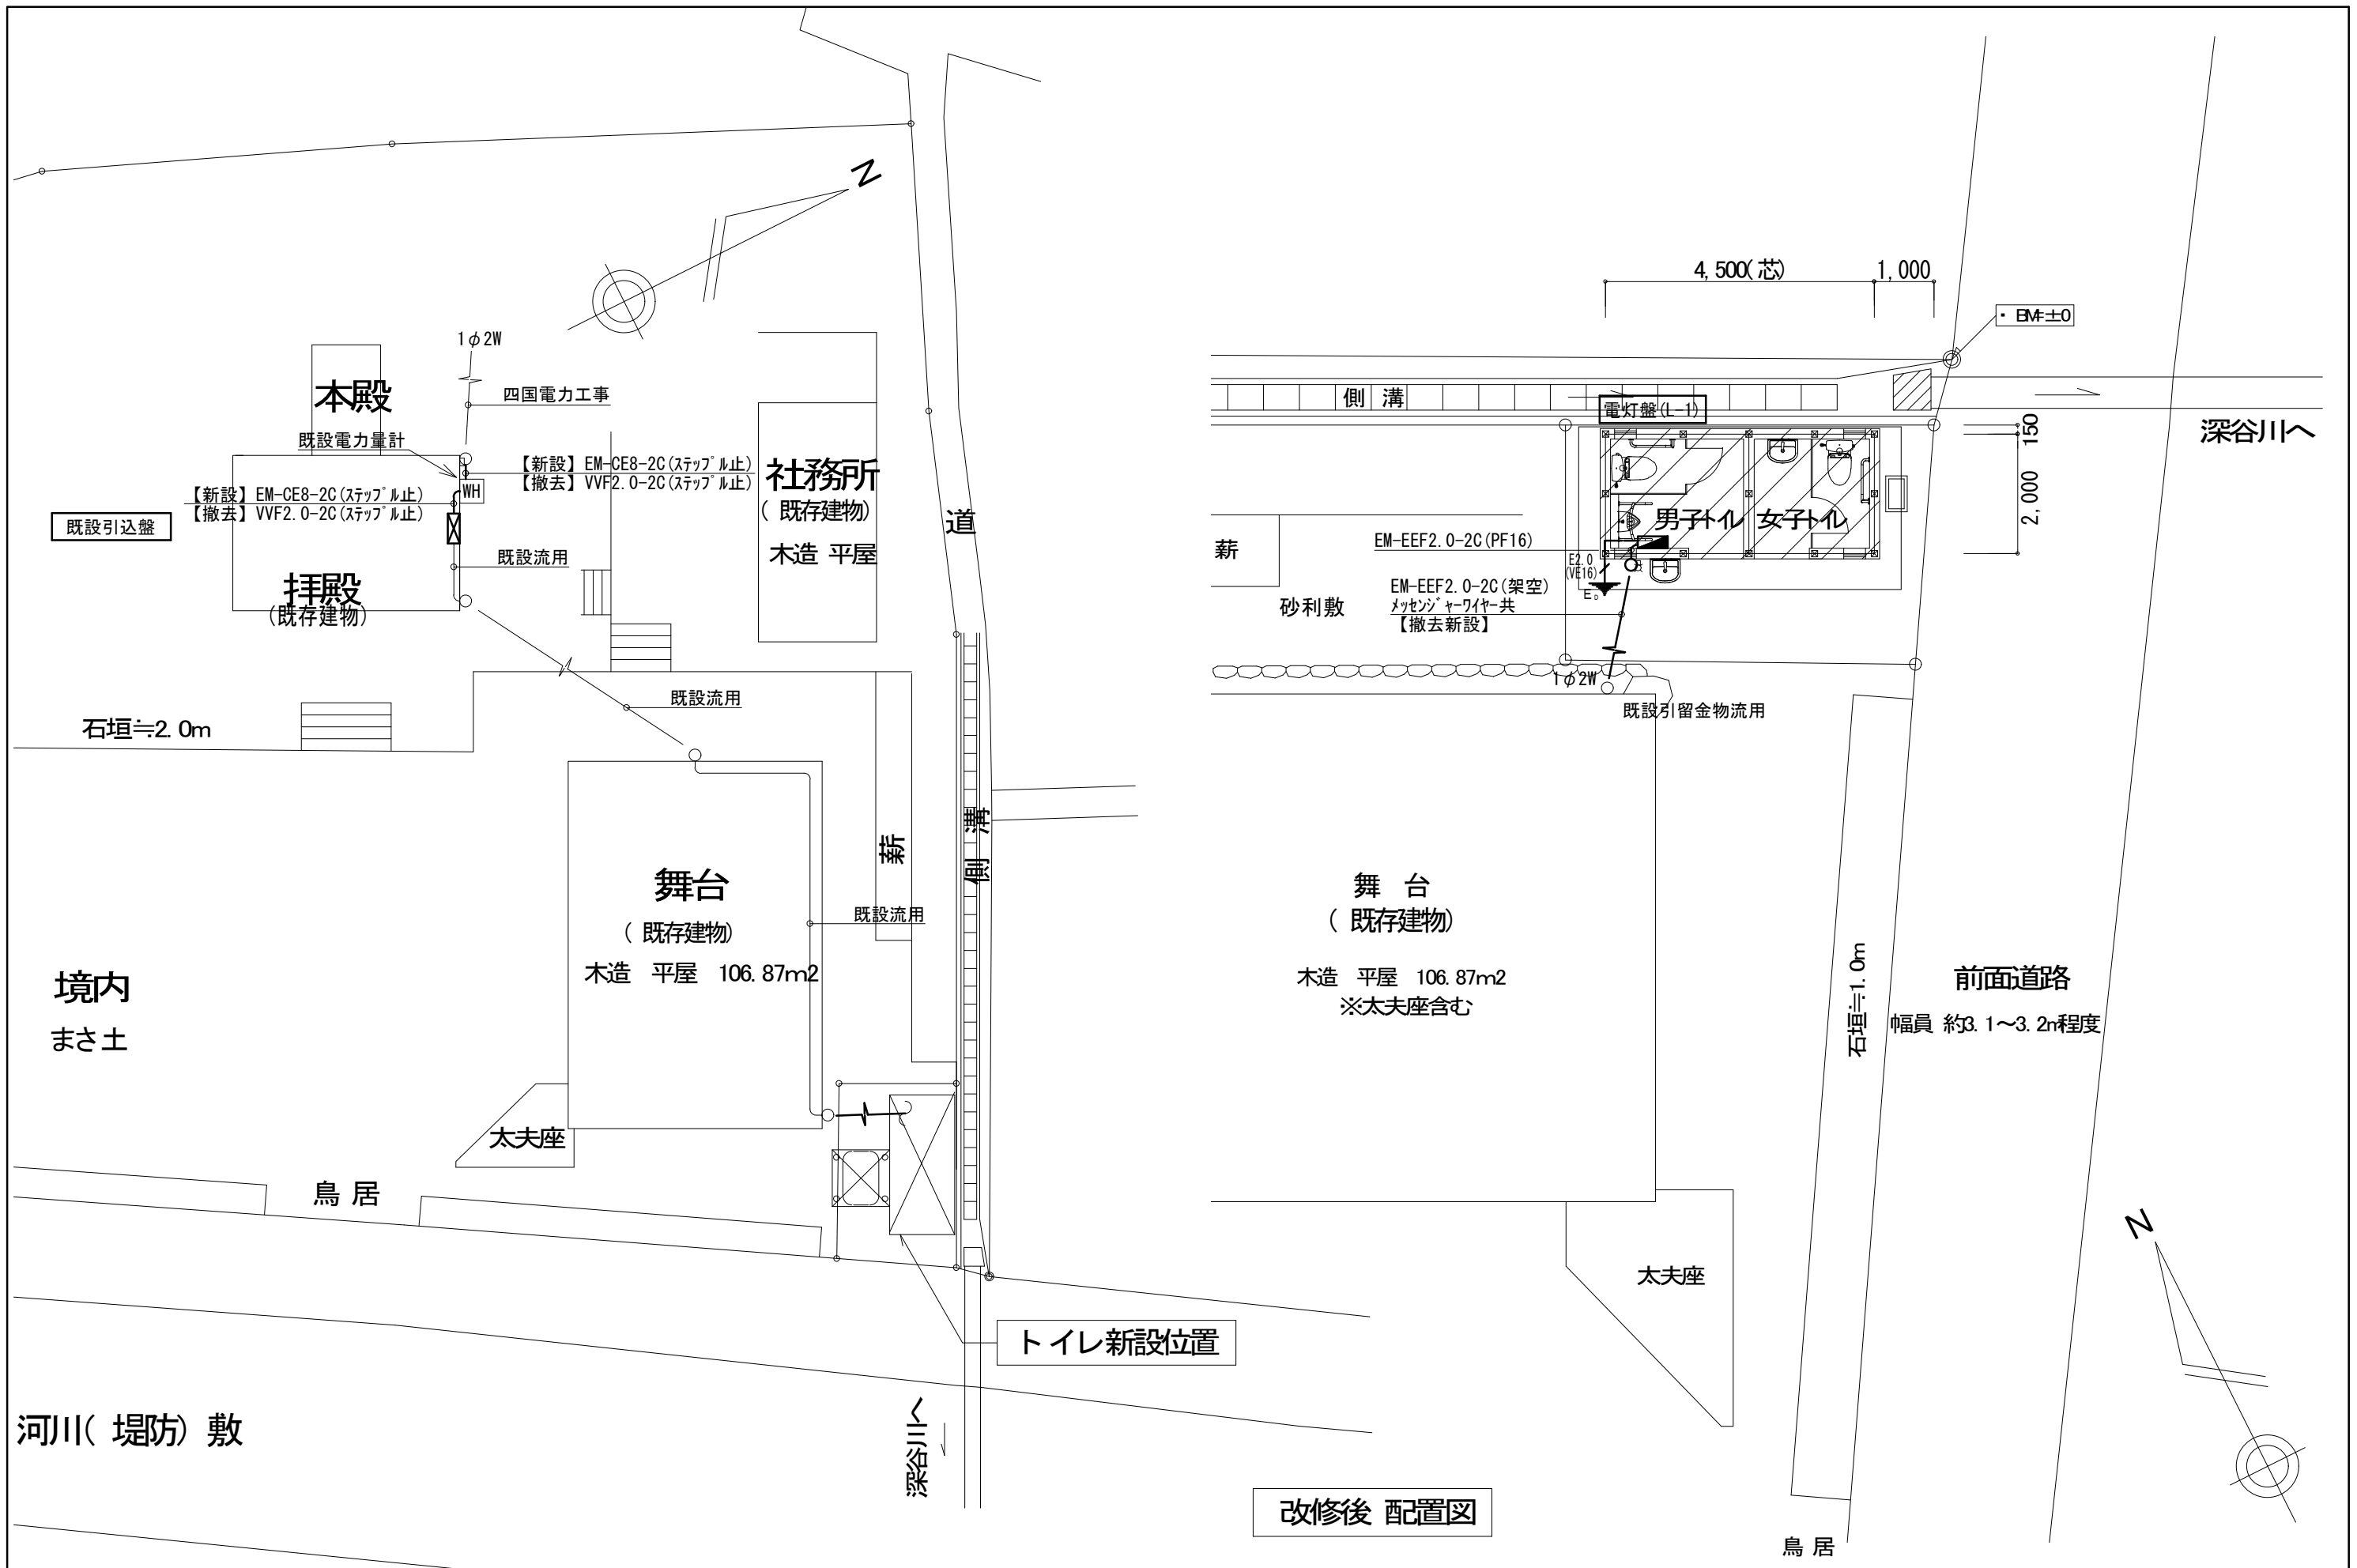 N
1φ2W
四国電力工事
本殿
既設電力量計
【新設】EM-CE8-2C(ステップル止)
【撤去】VVF2.0-2C(ステップル止)
WH
【新設】EM-CE8-2C(ステップル止)
【撤去】VVF2.0-2C(ステップル止)
既設引込盤
既設流用
拝殿
(既存建物)
社務所
(既存建物)
木造 平屋
道
既設流用
石垣≒2.0m
薪
側溝
舞台
(既存建物)
木造 平屋 106.87m2
既設流用
境内
まさ土
太夫座
鳥居
トイレ新設位置
深谷川へ
河川(堤防)敷
4,500(芯)
1,000
・BM=±0
側溝
電灯盤(L-1)
深谷川へ
150
2,000
男子トイレ
女子トイレ
薪
EM-EEF2.0-2C(PF16)
E2.0
(VE16)
ED
EM-EEF2.0-2C(架空)
メッセンジャーワイヤー共
【撤去新設】
砂利敷
1φ2W
既設引留金物流用
舞台
(既存建物)
木造 平屋 106.87m2
※太夫座含む
石垣≒1.0m
前面道路
幅員 約3.1～3.2m程度
太夫座
N
改修後 配置図
鳥居